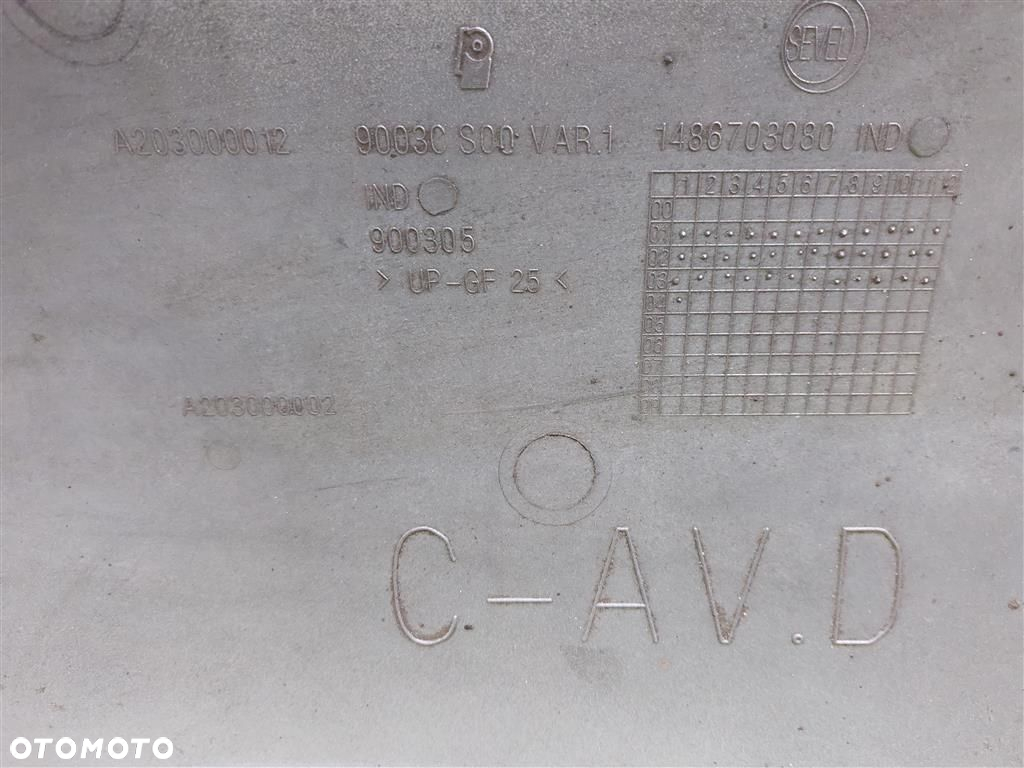 SEVEL
A203000012 9003C S00 VAR.1 1486703080 IND
IND
900305
> UP-GF 25 <
1 2 3 4 5 6 7 8 9 10 11 12
00
01
02
03
04
05
06
07
A203000002
C-AV.D
OTOMOTO